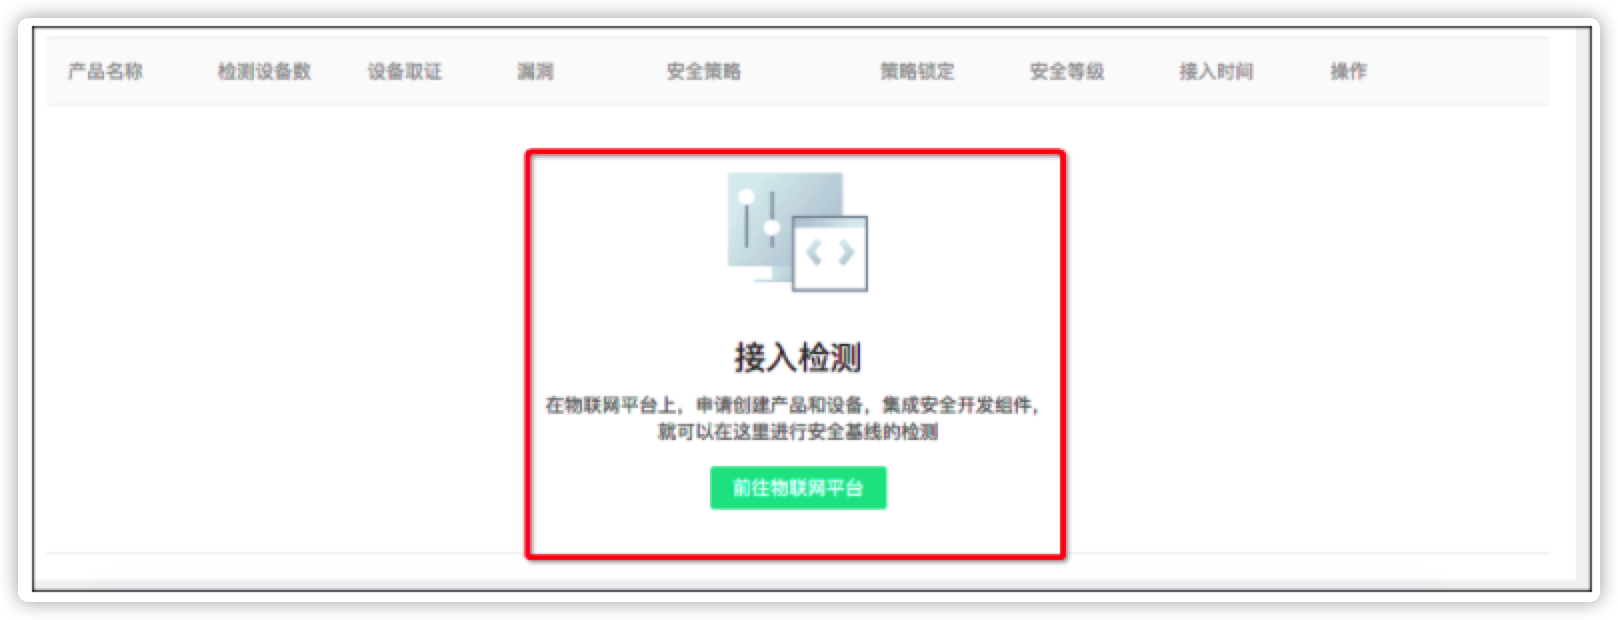 产品名称 检测设备数 设备取证 漏洞 安全策略 策略锁定 安全等级 接入时间 操作
接入检测
在物联网平台上，申请创建产品和设备，集成安全开发组件，
就可以在这里进行安全基线的检测
前往物联网平台